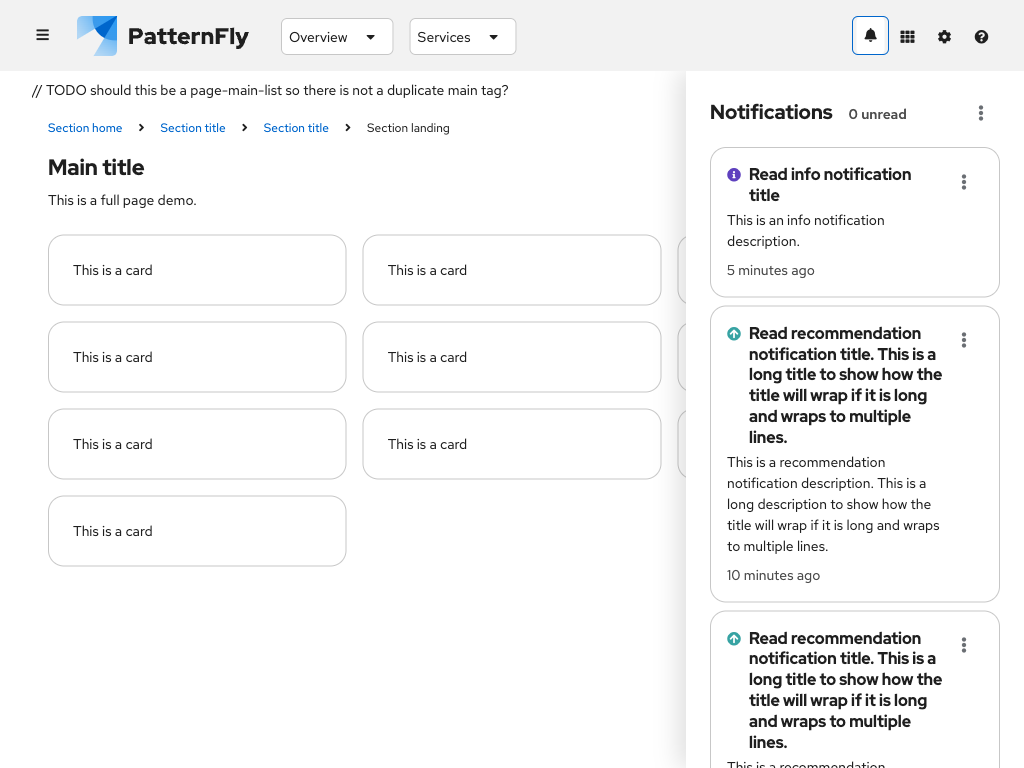 PatternFly
Overview
Services
// TODO should this be a page-main-list so there is not a duplicate main tag?
Section home
Section title
Section title
Section landing
Main title
This is a full page demo.
This is a card
This is a card
This is a card
This is a card
This is a card
This is a card
This is a card
Notifications
0 unread
Read info notification
title
This is an info notification
description.
5 minutes ago
Read recommendation
notification title. This is a
long title to show how the
title will wrap if it is long
and wraps to multiple
lines.
This is a recommendation
notification description. This is a
long description to show how the
title will wrap if it is long and wraps
to multiple lines.
10 minutes ago
Read recommendation
notification title. This is a
long title to show how the
title will wrap if it is long
and wraps to multiple
lines.
This is a recommendation